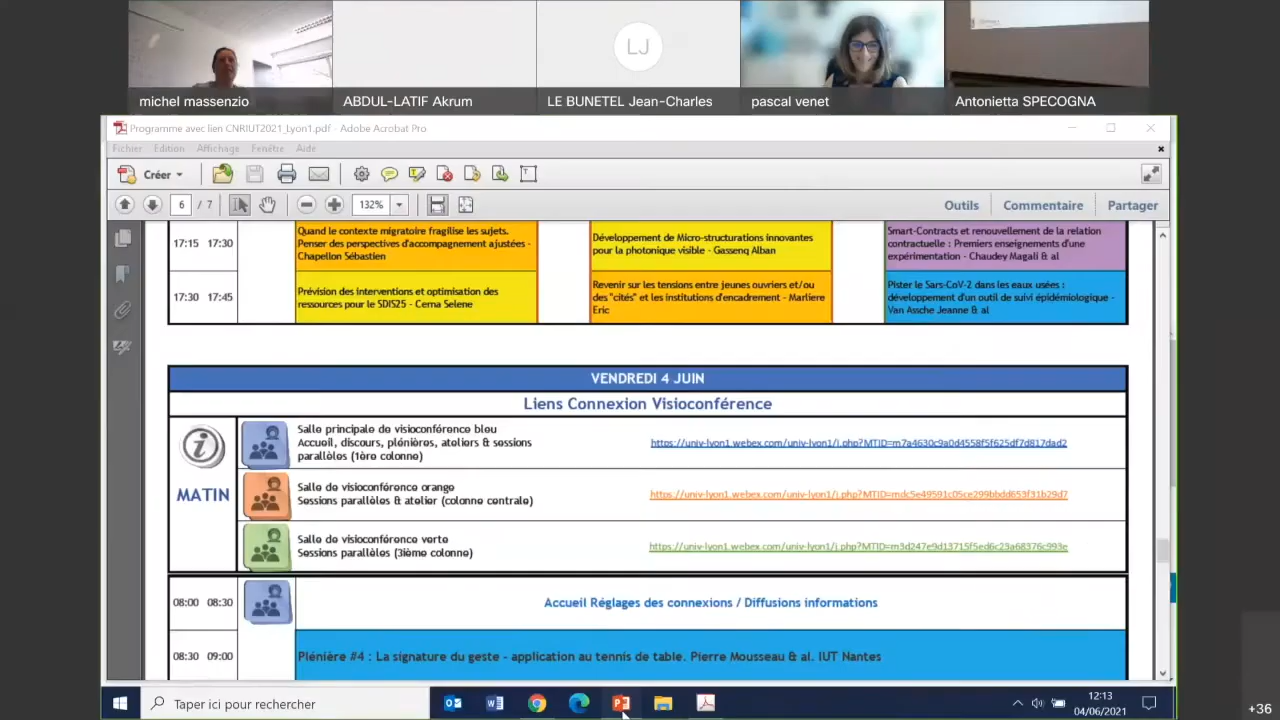 LJ
michel massenzio
ABDUL-LATIF Akrum
LE BUNETEL Jean-Charles
pascal venet
Antonietta SPECOGNA
Programme avec lien CNRIUT2021_Lyon1.pdf - Adobe Acrobat Pro
Fichier Edition Affichage Fenêtre Aide
Créer
6 / 7
132%
Outils Commentaire Partager
17:15 17:30
Quand le contexte migratoire fragilise les sujets.
Penser des perspectives d'accompagnement ajustées -
Chapellon Sébastien
Développement de Micro-structurations innovantes
pour la photonique visible - Gassenq Alban
Smart-Contracts et renouvellement de la relation
contractuelle : Premiers enseignements d'une
expérimentation - Chaudey Magali & al
17:30 17:45
Prévision des interventions et optimisation des
ressources pour le SDIS25 - Cerna Selene
Revenir sur les tensions entre jeunes ouvriers et/ou
des "cités" et les institutions d'encadrement - Marliere
Eric
Pister le Sars-CoV-2 dans les eaux usées :
développement d'un outil de suivi épidémiologique -
Van Assche Jeanne & al
VENDREDI 4 JUIN
Liens Connexion Visioconférence
MATIN
Salle principale de visioconférence bleu
Accueil, discours, plénières, ateliers & sessions
parallèles (1ère colonne)
https://univ-lyon1.webex.com/univ-lyon1/j.php?MTID=m7a4630c9a0d4558f5f625df7d817dad2
Salle de visioconférence orange
Sessions parallèles & atelier (colonne centrale)
https://univ-lyon1.webex.com/univ-lyon1/j.php?MTID=mdc5e49591c05ce299bbdd653f31b29d7
Salle de visioconférence verte
Sessions parallèles (3ième colonne)
https://univ-lyon1.webex.com/univ-lyon1/j.php?MTID=m3d247e9d13715f5ed6c23a68376c993e
08:00 08:30
Accueil Réglages des connexions / Diffusions informations
08:30 09:00
Plénière #4 : La signature du geste - application au tennis de table. Pierre Mousseau & al. IUT Nantes
Taper ici pour rechercher
12:13
04/06/2021
+36